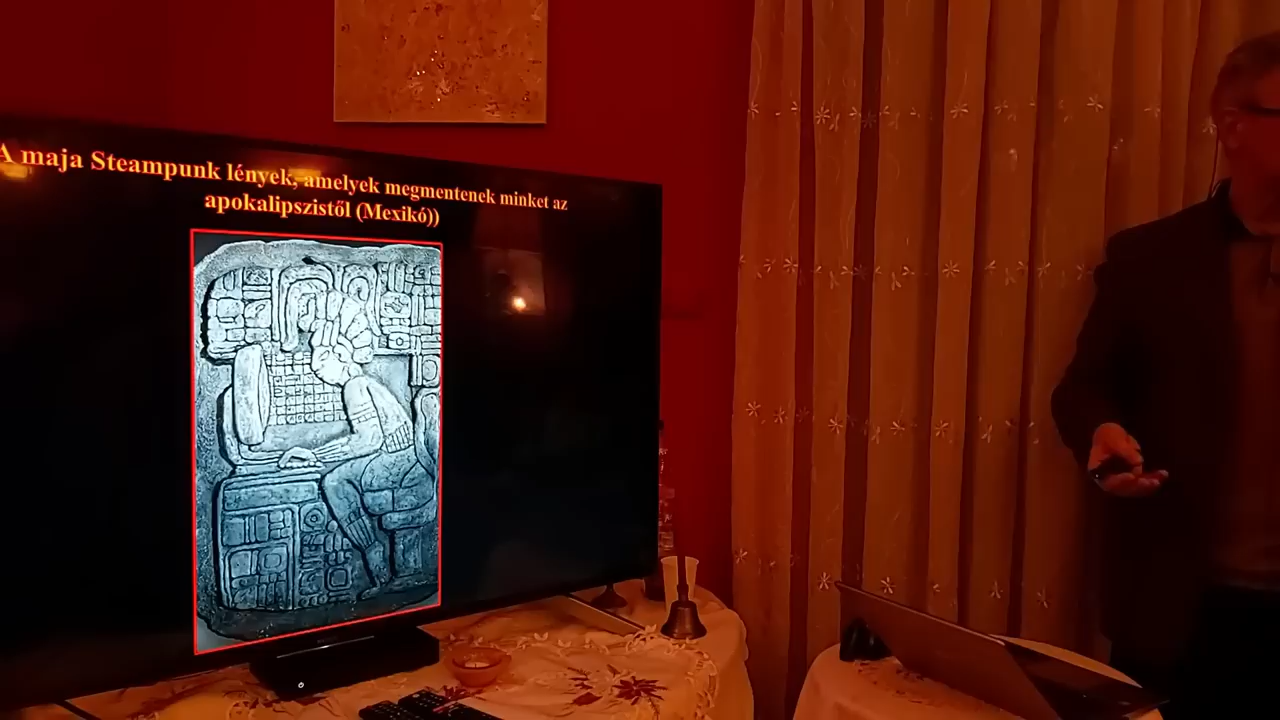 A maja Steampunk lények, amelyek megmentenek minket az
apokalipszistől (Mexikó))